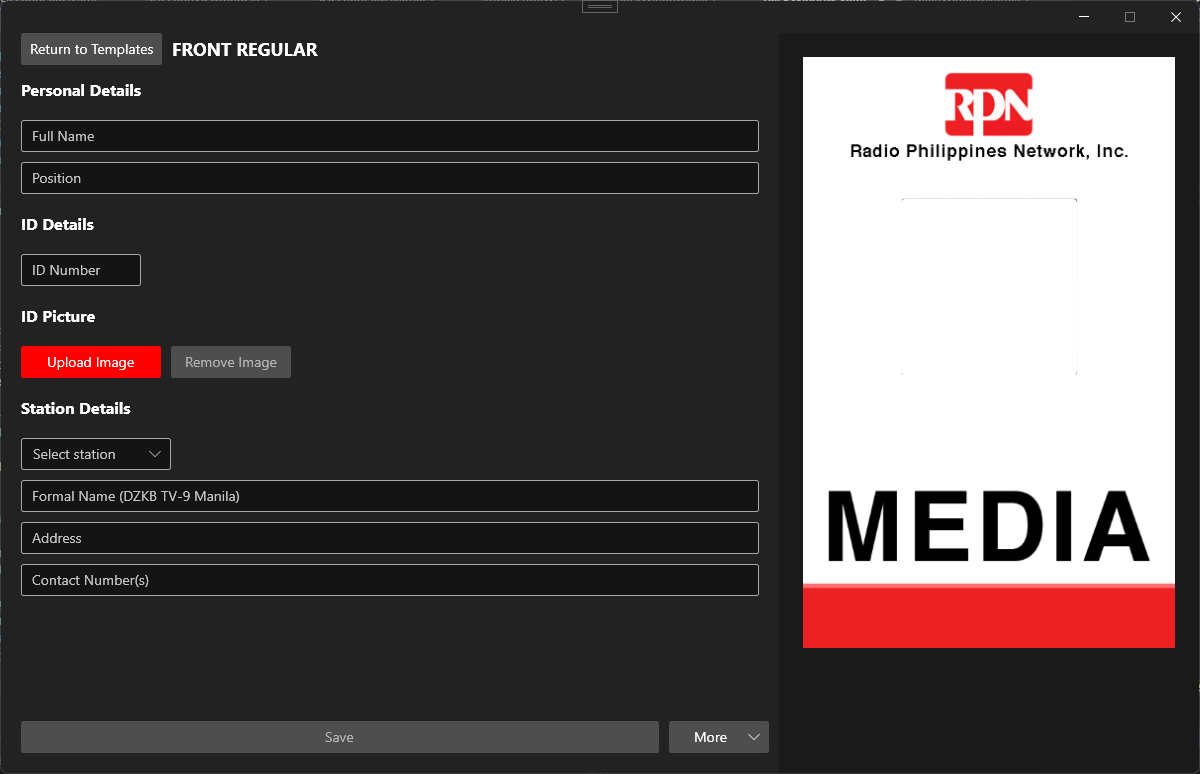 Return to Templates FRONT REGULAR
Personal Details
Full Name
Position
ID Details
ID Number
ID Picture
Upload Image Remove Image
Station Details
Select station
Formal Name (DZKB TV-9 Manila)
Address
Contact Number(s)
Save More
RPN
Radio Philippines Network, Inc.
MEDIA